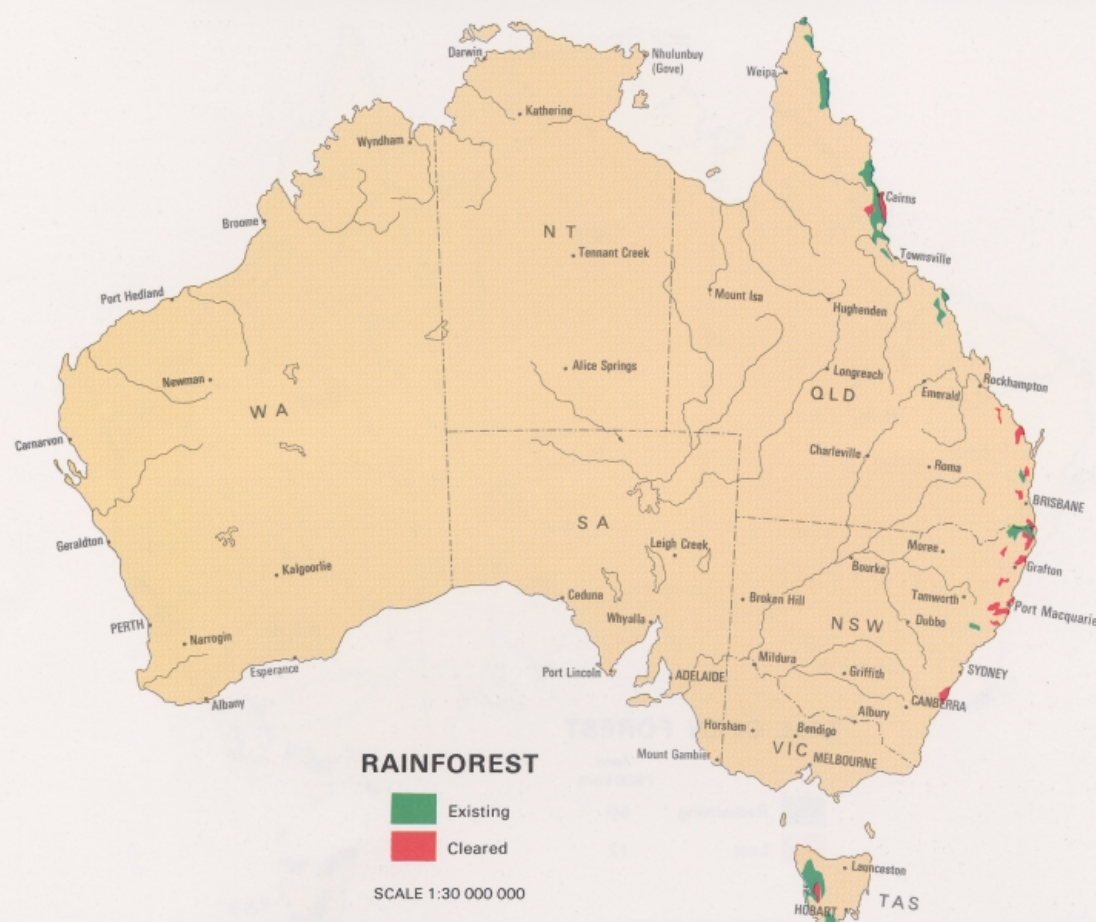 Darwin
Nhulunbuy
(Gove)
Weipa
Katherine
Wyndham
Cairns
Broome
N T
Tennant Creek
Townsville
Port Hedland
Mount Isa
Hughenden
Newman
Alice Springs
Longreach
QLD
Emerald
Rockhampton
W A
Carnarvon
Charleville
Roma
BRISBANE
S A
Geraldton
Leigh Creek
Moree
Bourke
Grafton
Kalgoorlie
Ceduna
Broken Hill
Tamworth
Port Macquarie
PERTH
Narrogin
Whyalla
NSW
Dubbo
Esperance
Port Lincoln
ADELAIDE
Mildura
Griffith
SYDNEY
Albany
CANBERRA
Albury
Horsham
Bendigo
Mount Gambier
VIC
MELBOURNE
RAINFOREST
Existing
Cleared
SCALE 1:30 000 000
Launceston
HOBART
TAS